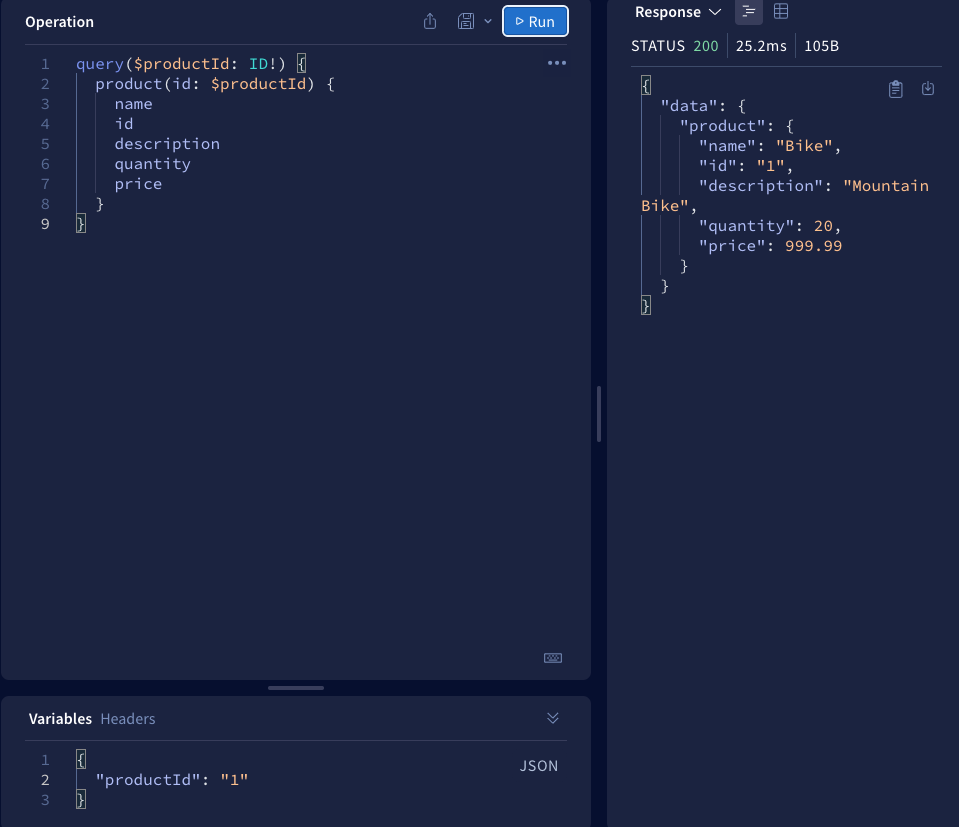 Operation
Run
1 query($productId: ID!) {
2 product(id: $productId) {
3 name
4 id
5 description
6 quantity
7 price
8 }
9 }
Variables Headers
JSON
1 {
2 "productId": "1"
3 }
Response
STATUS 200 25.2ms 105B
{
"data": {
"product": {
"name": "Bike",
"id": "1",
"description": "Mountain
Bike",
"quantity": 20,
"price": 999.99
}
}
}